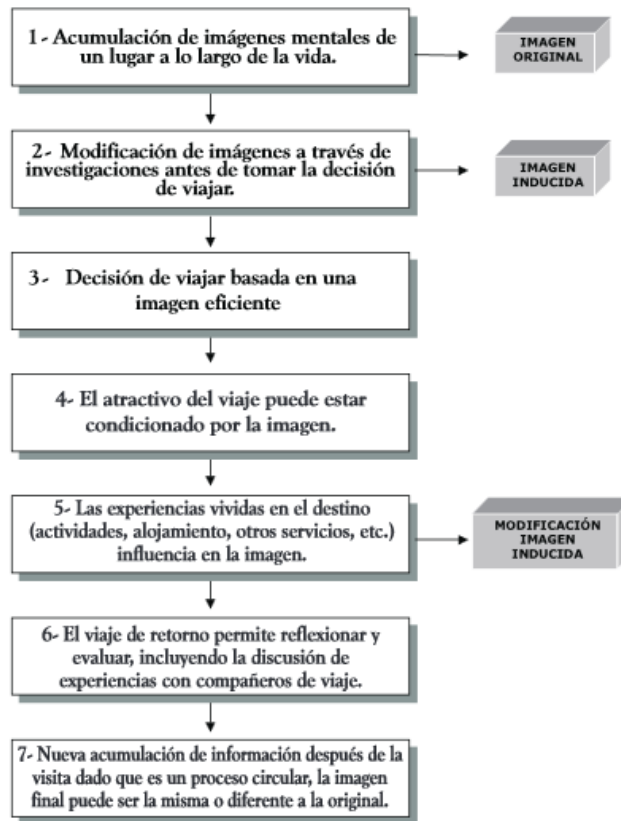 1- Acumulación de imágenes mentales de
un lugar a lo largo de la vida.
IMAGEN
ORIGINAL
2- Modificación de imágenes a través de
investigaciones antes de tomar la decisión
de viajar.
IMAGEN
INDUCIDA
3- Decisión de viajar basada en una
imagen eficiente
4- El atractivo del viaje puede estar
condicionado por la imagen.
5- Las experiencias vividas en el destino
(actividades, alojamiento, otros servicios, etc.)
influencia en la imagen.
MODIFICACIÓN
IMAGEN
INDUCIDA
6- El viaje de retorno permite reflexionar y
evaluar, incluyendo la discusión de
experiencias con compañeros de viaje.
7- Nueva acumulación de información después de la
visita dado que es un proceso circular, la imagen
final puede ser la misma o diferente a la original.